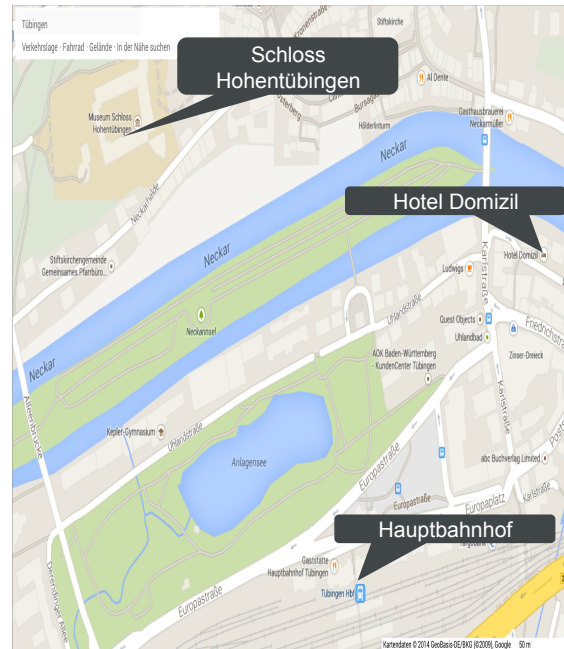 Tübingen
Verkehrslage · Fahrrad · Gelände · In der Nähe suchen
Kronenstraße
Stiftskirche
Schloss
Hohentübingen
Al Dente
Museum Schloss
Hohentübingen
Bursagasse
Hölderlinturm
Gasthausbrauerei
Neckarmüller
Neckar
Neckarhalde
Hotel Domizil
Neckar
Stiftskirchengemeinde
Gemeinsames Pfarrbüro...
Karlstraße
Hotel Domizil
Ludwigs
Neckarinsel
Uhlandstraße
Quest Objects
Uhlandbad
Friedrichstraße
Neckar
AOK Baden-Württemberg
- KundenCenter Tübingen
Zinser-Dreieck
Alleenbrücke
Karlstraße
Kepler-Gymnasium
Uhlandstraße
Anlagensee
Europastraße
abc Buchverlag Limited
Karlstraße
Europaplatz
Europastraße
Hauptbahnhof
Derendinger Allee
Gaststätte
Hauptbahnhof Tübingen
Europastraße
Tübingen Hbf
Kartendaten © 2014 GeoBasis-DE/BKG (©2009), Google 50 m